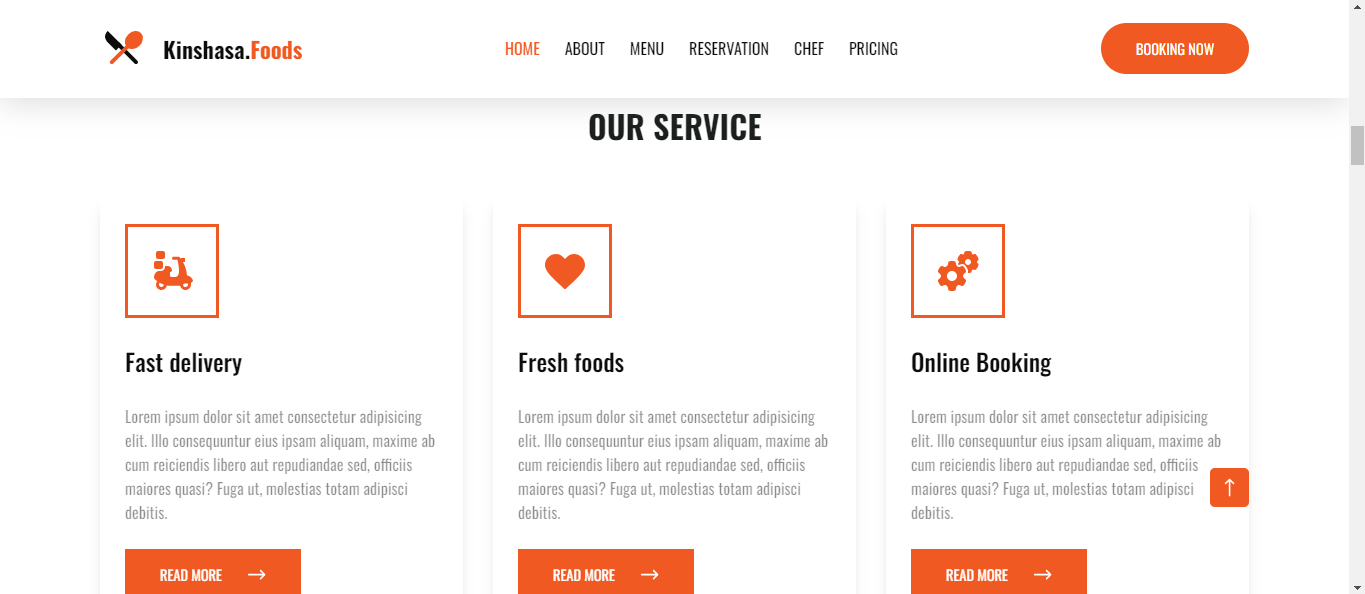 Kinshasa.Foods
HOME ABOUT MENU RESERVATION CHEF PRICING
BOOKING NOW
OUR SERVICE
Fast delivery
Lorem ipsum dolor sit amet consectetur adipisicing
elit. Illo consequuntur eius ipsam aliquam, maxime ab
cum reiciendis libero aut repudiandae sed, officiis
maiores quasi? Fuga ut, molestias totam adipisci
debitis.
READ MORE
Fresh foods
Lorem ipsum dolor sit amet consectetur adipisicing
elit. Illo consequuntur eius ipsam aliquam, maxime ab
cum reiciendis libero aut repudiandae sed, officiis
maiores quasi? Fuga ut, molestias totam adipisci
debitis.
READ MORE
Online Booking
Lorem ipsum dolor sit amet consectetur adipisicing
elit. Illo consequuntur eius ipsam aliquam, maxime ab
cum reiciendis libero aut repudiandae sed, officiis
maiores quasi? Fuga ut, molestias totam adipisci
debitis.
READ MORE